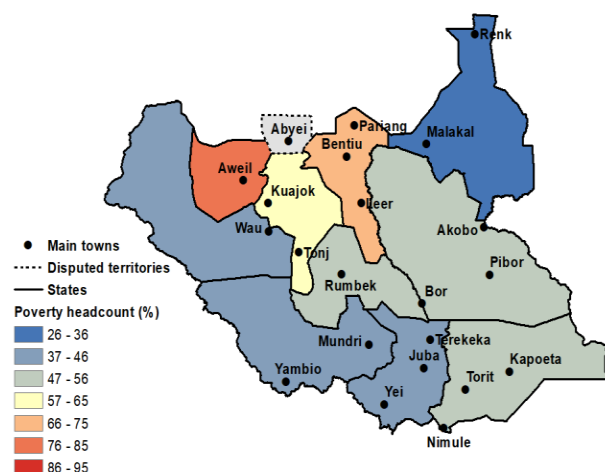 Renk
Pariang
Abyei
Malakal
Bentiu
Aweil
Kuajok
Leer
Wau
Akobo
Tonj
Pibor
Rumbek
Bor
Mundri
Terekeka
Juba
Kapoeta
Yambio
Torit
Yei
Nimule
Main towns
Disputed territories
States
Poverty headcount (%)
26 - 36
37 - 46
47 - 56
57 - 65
66 - 75
76 - 85
86 - 95